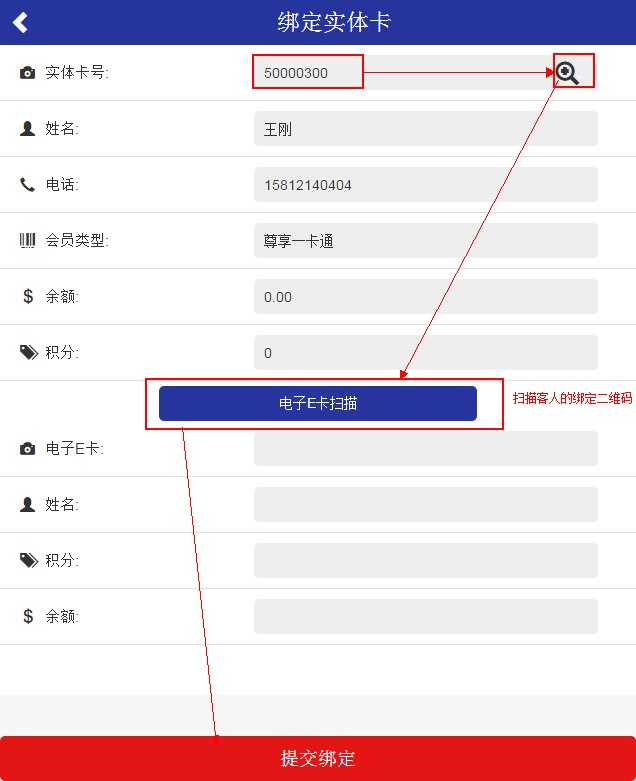 绑定实体卡
实体卡号: 50000300
姓名: 王刚
电话: 15812140404
会员类型: 尊享一卡通
余额: 0.00
积分: 0
电子E卡扫描
扫描客人的绑定二维码
电子E卡:
姓名:
积分:
余额:
提交绑定